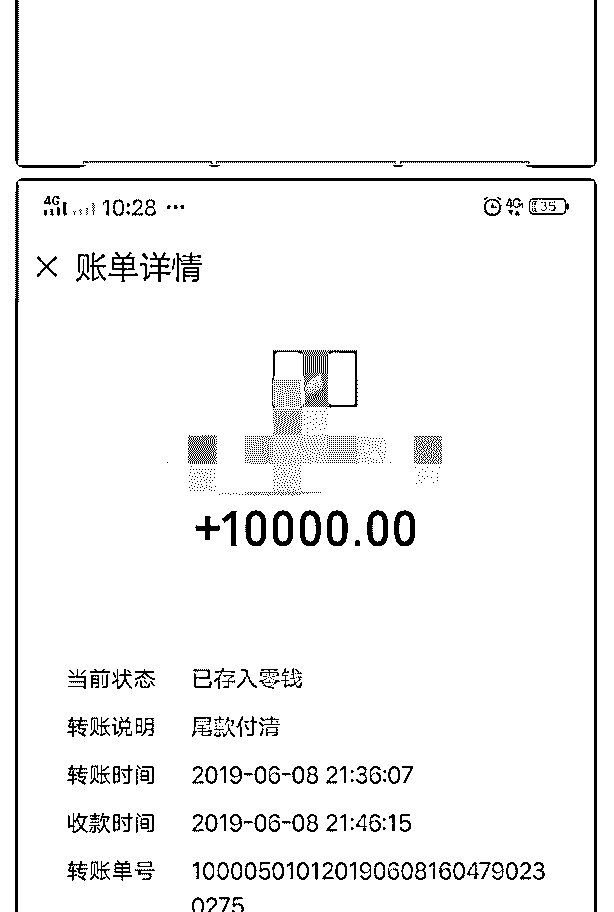 4G 10:28 ··· 4G 35
× 账单详情
+10000.00
当前状态 已存入零钱
转账说明 尾款付清
转账时间 2019-06-08 21:36:07
收款时间 2019-06-08 21:46:15
转账单号 100005010120190608160479023
0275